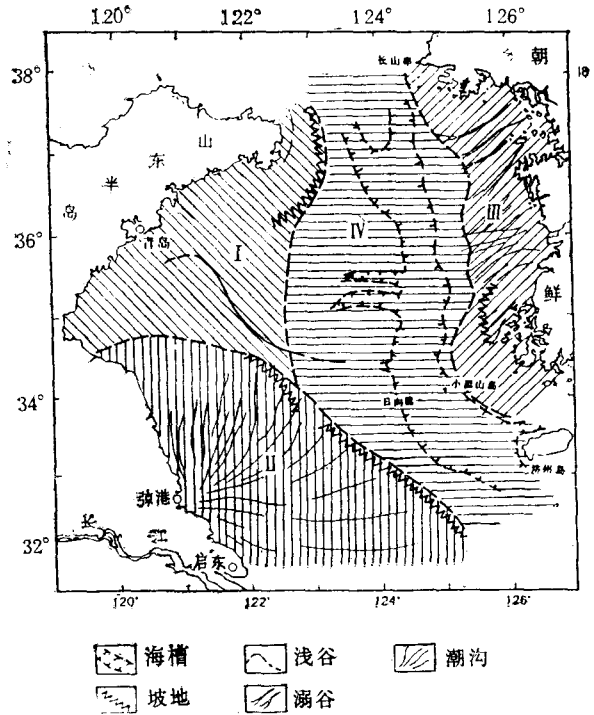 120° 122° 124° 126°
38°
长山串
朝
山
东
半
岛
青岛
36°
I
IV
III
鲜
34°
小黑山岛
日向礁
济州岛
II
弶港
长 江
启东
32°
120° 122° 124° 126°
海槽 浅谷 潮沟
坡地 溺谷